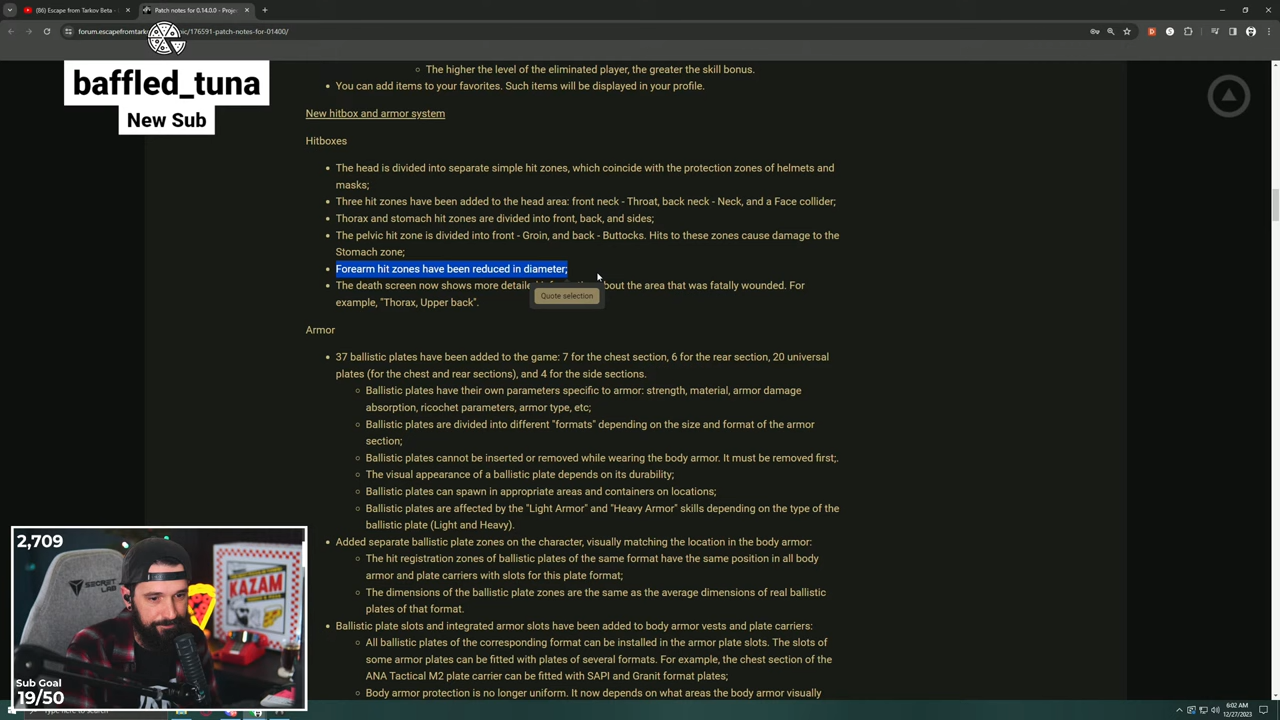 (B6) Escape from Tarkov Beta -
Patch notes for 0.14.0.0 - Proje
forum.escapefromtark
ic/176591-patch-notes-for-01400/
baffled_tuna
New Sub
The higher the level of the eliminated player, the greater the skill bonus.
You can add items to your favorites. Such items will be displayed in your profile.
New hitbox and armor system
Hitboxes
The head is divided into separate simple hit zones, which coincide with the protection zones of helmets and
masks;
Three hit zones have been added to the head area: front neck - Throat, back neck - Neck, and a Face collider;
Thorax and stomach hit zones are divided into front, back, and sides;
The pelvic hit zone is divided into front - Groin, and back - Buttocks. Hits to these zones cause damage to the
Stomach zone;
Forearm hit zones have been reduced in diameter;
The death screen now shows more detailed bout the area that was fatally wounded. For
Quote selection
example, "Thorax, Upper back".
Armor
37 ballistic plates have been added to the game: 7 for the chest section, 6 for the rear section, 20 universal
plates (for the chest and rear sections), and 4 for the side sections.
Ballistic plates have their own parameters specific to armor: strength, material, armor damage
absorption, ricochet parameters, armor type, etc;
Ballistic plates are divided into different "formats" depending on the size and format of the armor
section;
Ballistic plates cannot be inserted or removed while wearing the body armor. It must be removed first;.
The visual appearance of a ballistic plate depends on its durability;
Ballistic plates can spawn in appropriate areas and containers on locations;
Ballistic plates are affected by the "Light Armor" and "Heavy Armor" skills depending on the type of the
ballistic plate (Light and Heavy).
Added separate ballistic plate zones on the character, visually matching the location in the body armor:
The hit registration zones of ballistic plates of the same format have the same position in all body
armor and plate carriers with slots for this plate format;
The dimensions of the ballistic plate zones are the same as the average dimensions of real ballistic
plates of that format.
Ballistic plate slots and integrated armor slots have been added to body armor vests and plate carriers:
All ballistic plates of the corresponding format can be installed in the armor plate slots. The slots of
some armor plates can be fitted with plates of several formats. For example, the chest section of the
ANA Tactical M2 plate carrier can be fitted with SAPI and Granit format plates;
Body armor protection is no longer uniform. It now depends on what areas the body armor visually
2,709
SECRET LAB
KAZAM
Sub Goal
19/50
Type here to search
6:02 AM
12/27/2023